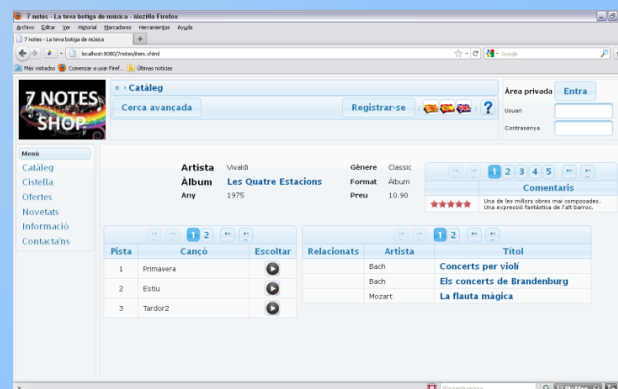 7 notes - La teva botiga de música - Mozilla Firefox
Archivo Editar Ver Historial Marcadores Herramientas Ayuda
7 notes - La teva botiga de música +
localhost:8080/7notes/item.xhtml
Google
Más visitados Comenzar a usar Firef... Últimas noticias
7 NOTES
SHOP
Catàleg
Cerca avançada
Registrar-se
?
Àrea privada Entra
Usuari
Contrasenya
Menú
Catàleg
Cistella
Ofertes
Novetats
Informació
Contacta'ns
Artista Vivaldi Gènere Classic
Àlbum Les Quatre Estacions Format Àlbum
Any 1975 Preu 10.90
1 2 3 4 5
Comentaris
Una de les millors obres mai composades.
Una expressió fantàstica de l'art barroc.
1 2
Pista Cançó Escoltar
1 Primavera
2 Estiu
3 Tardor2
1 2
Relacionats Artista Títol
Bach Concerts per violí
Bach Els concerts de Brandenburg
Mozart La flauta màgica